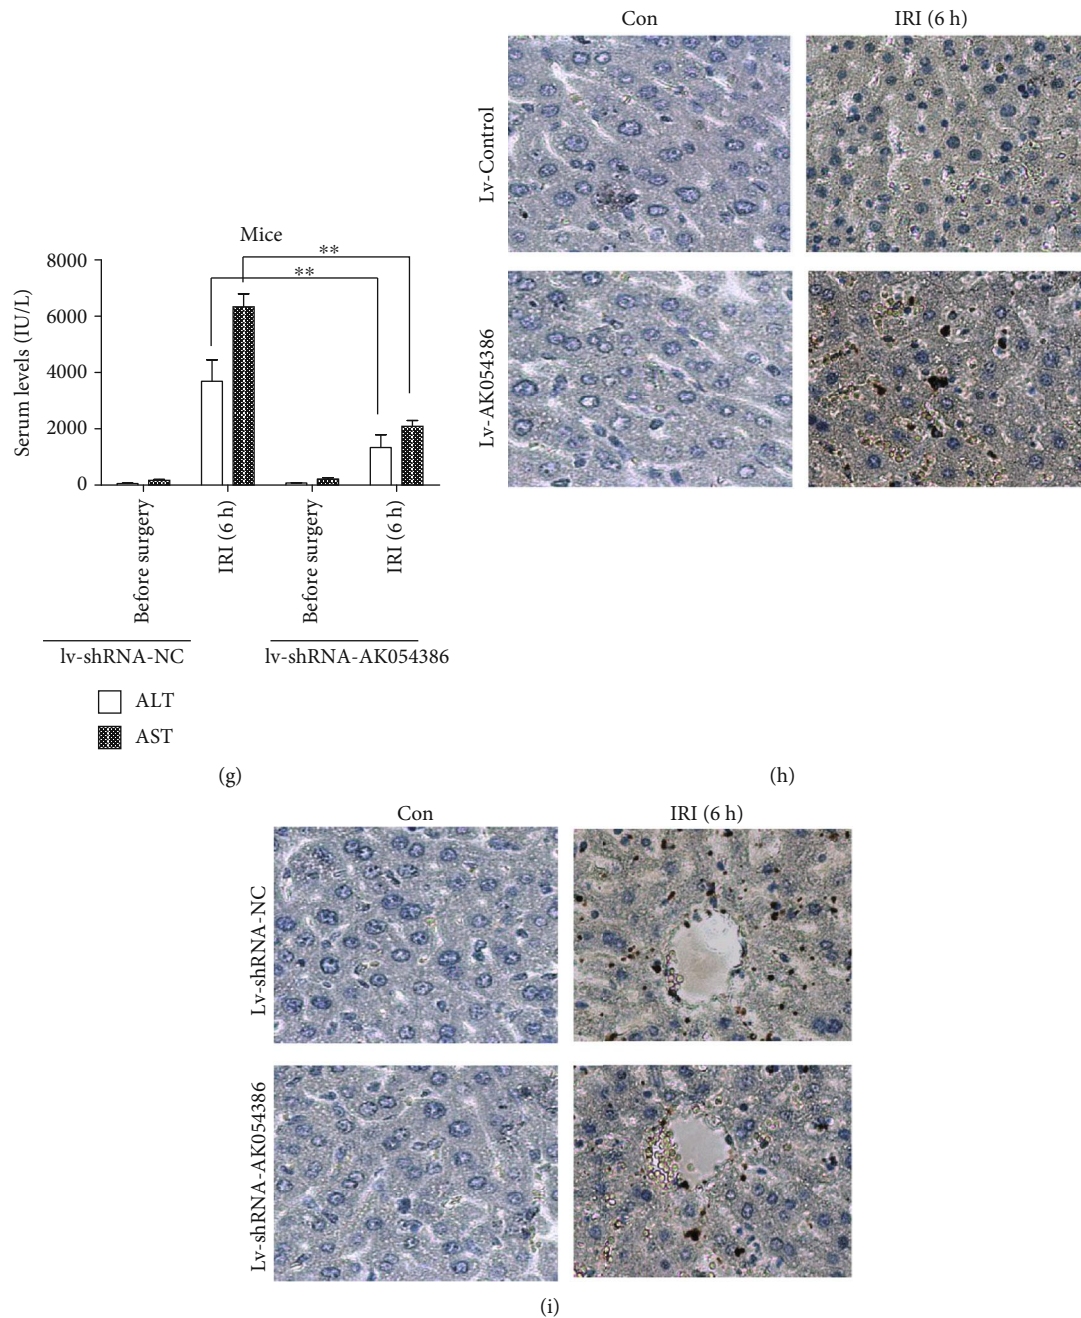 Mice
Serum levels (IU/L)
8000
6000
4000
2000
0
**
**
Before surgery
IRI (6 h)
Before surgery
IRI (6 h)
lv-shRNA-NC
lv-shRNA-AK054386
ALT
AST
(g)
Con
IRI (6 h)
Lv-Control
Lv-AK054386
(h)
Con
IRI (6 h)
Lv-shRNA-NC
Lv-shRNA-AK054386
(i)